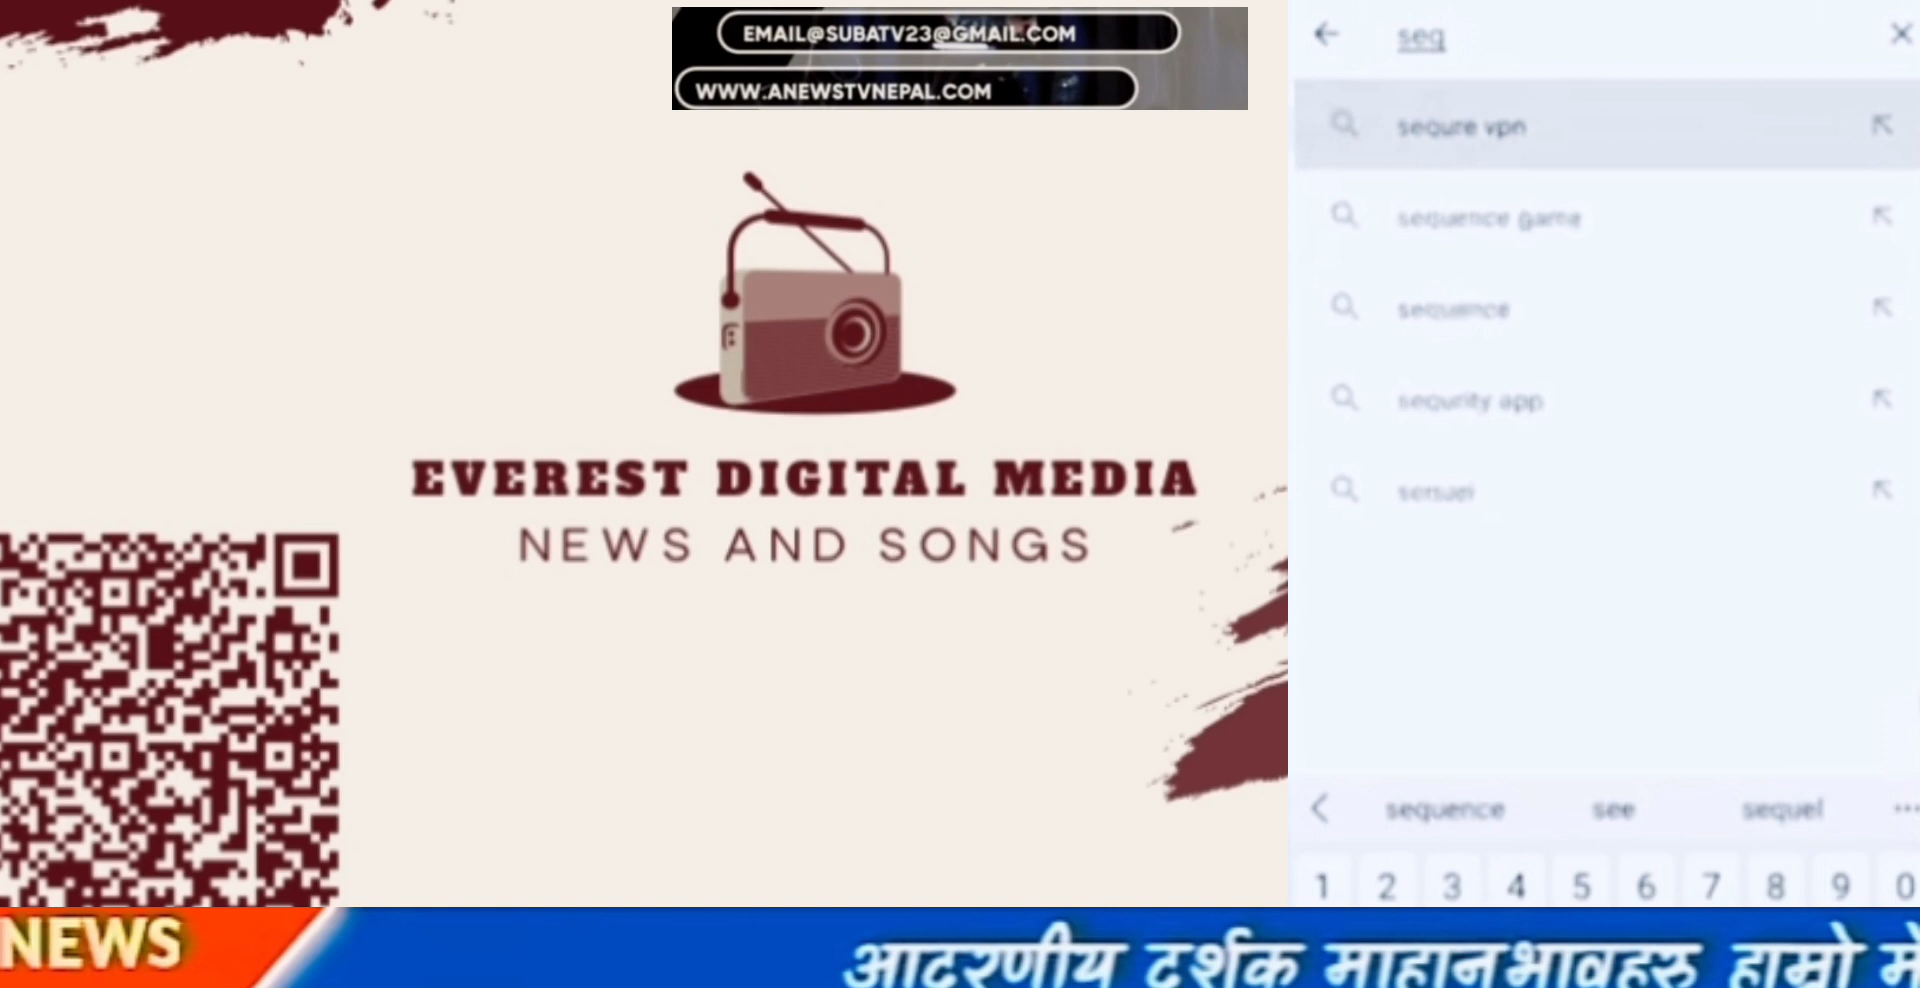 EMAIL@SUBATV23@GMAIL.COM
WWW.ANEWSTVNEPAL.COM
EVEREST DIGITAL MEDIA
NEWS AND SONGS
seq
sequre vpn
sequence game
sequence
sequrity app
sequence see sequel
1 2 3 4 5 6 7 8 9 0
NEWS
आदरणीय दर्शक माहानभावहरु हाम्रो